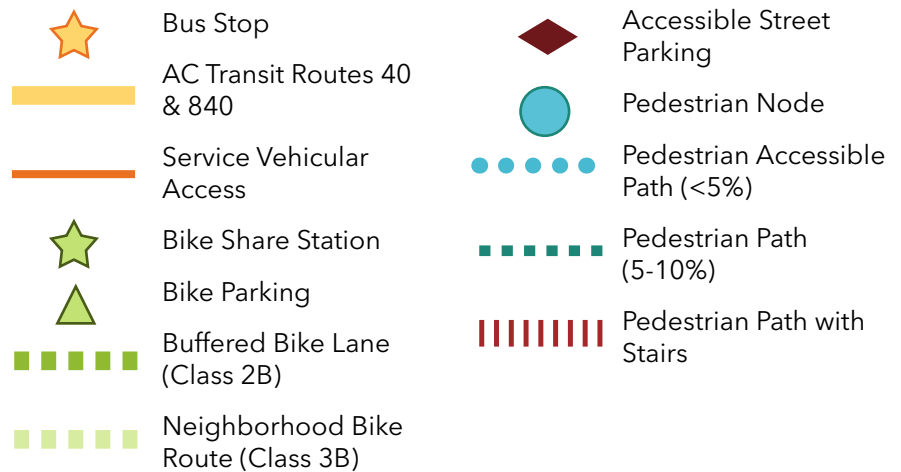 Bus Stop
AC Transit Routes 40
& 840
Service Vehicular
Access
Bike Share Station
Bike Parking
Buffered Bike Lane
(Class 2B)
Neighborhood Bike
Route (Class 3B)
Accessible Street
Parking
Pedestrian Node
Pedestrian Accessible
Path (<5%)
Pedestrian Path
(5-10%)
Pedestrian Path with
Stairs